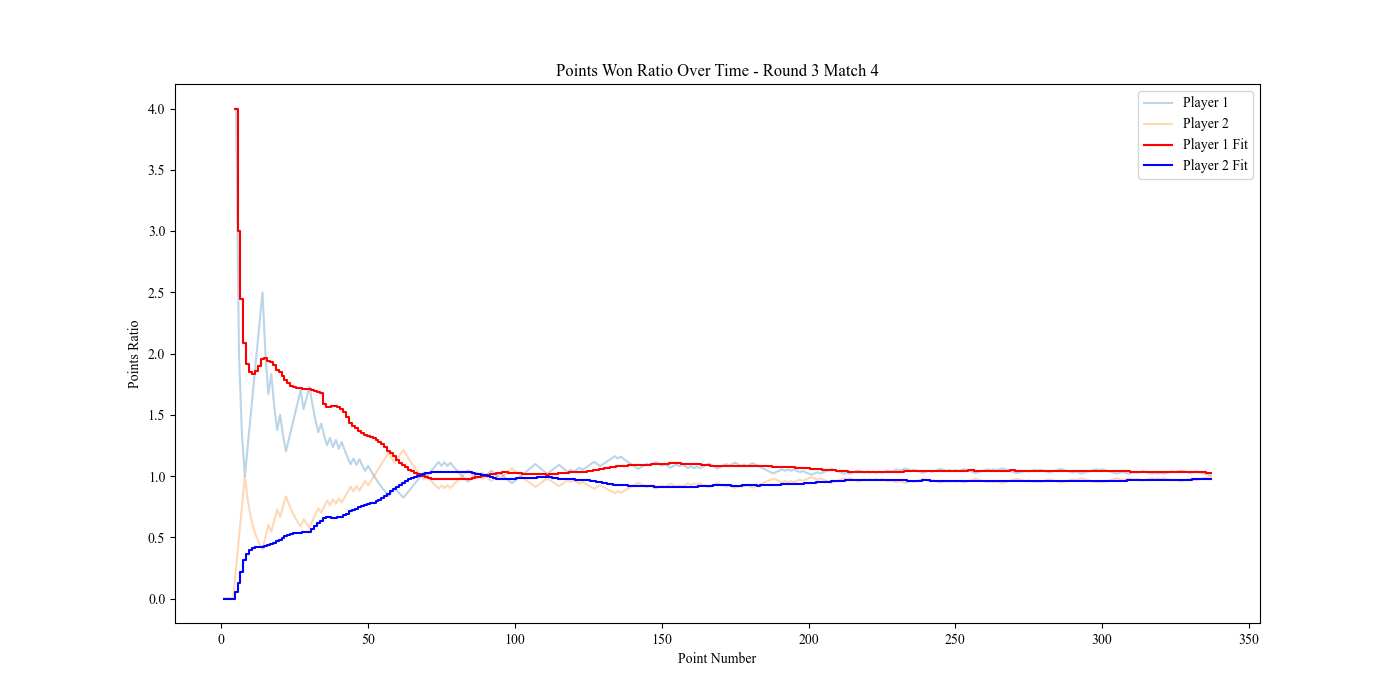 Points Won Ratio Over Time - Round 3 Match 4
Player 1
Player 2
Player 1 Fit
Player 2 Fit
4.0
3.5
3.0
2.5
2.0
1.5
1.0
0.5
0.0
Points Ratio
0 50 100 150 200 250 300 350
Point Number